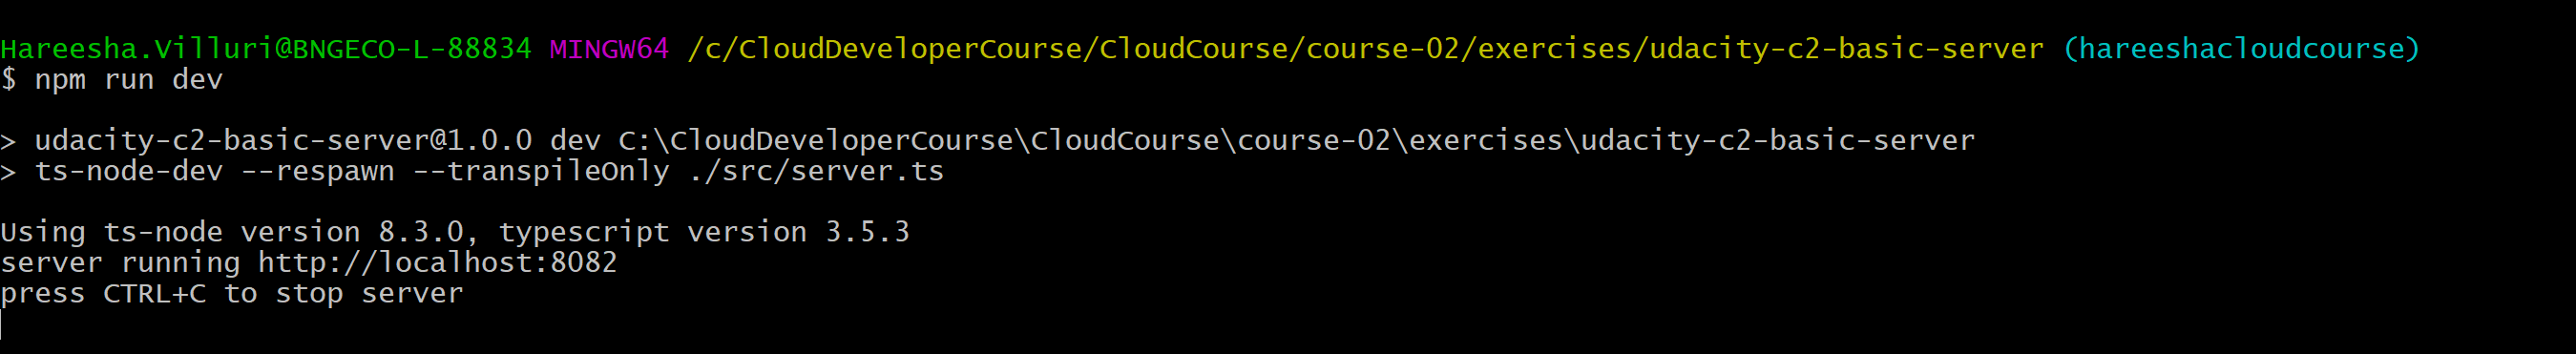 Hareesha.Villuri@BNGECO-L-88834 MINGW64 /c/CloudDeveloperCourse/CloudCourse/course-02/exercises/udacity-c2-basic-server (hareeshacloudcourse)
$ npm run dev
> udacity-c2-basic-server@1.0.0 dev C:\CloudDeveloperCourse\CloudCourse\course-02\exercises\udacity-c2-basic-server
> ts-node-dev --respawn --transpileOnly ./src/server.ts
Using ts-node version 8.3.0, typescript version 3.5.3
server running http://localhost:8082
press CTRL+C to stop server